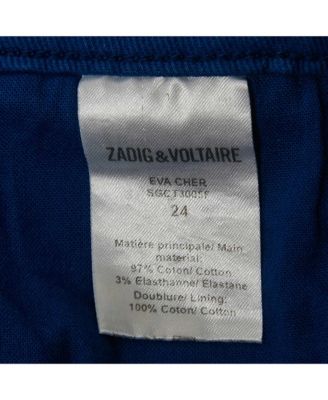 ZADIG&VOLTAIRE
EVA CHER
SGCT3005F
24
Matière principale/ Main
material:
97% Coton/ Cotton
3% Elasthanne/ Elastane
Doublure/ Lining:
100% Coton/ Cotton